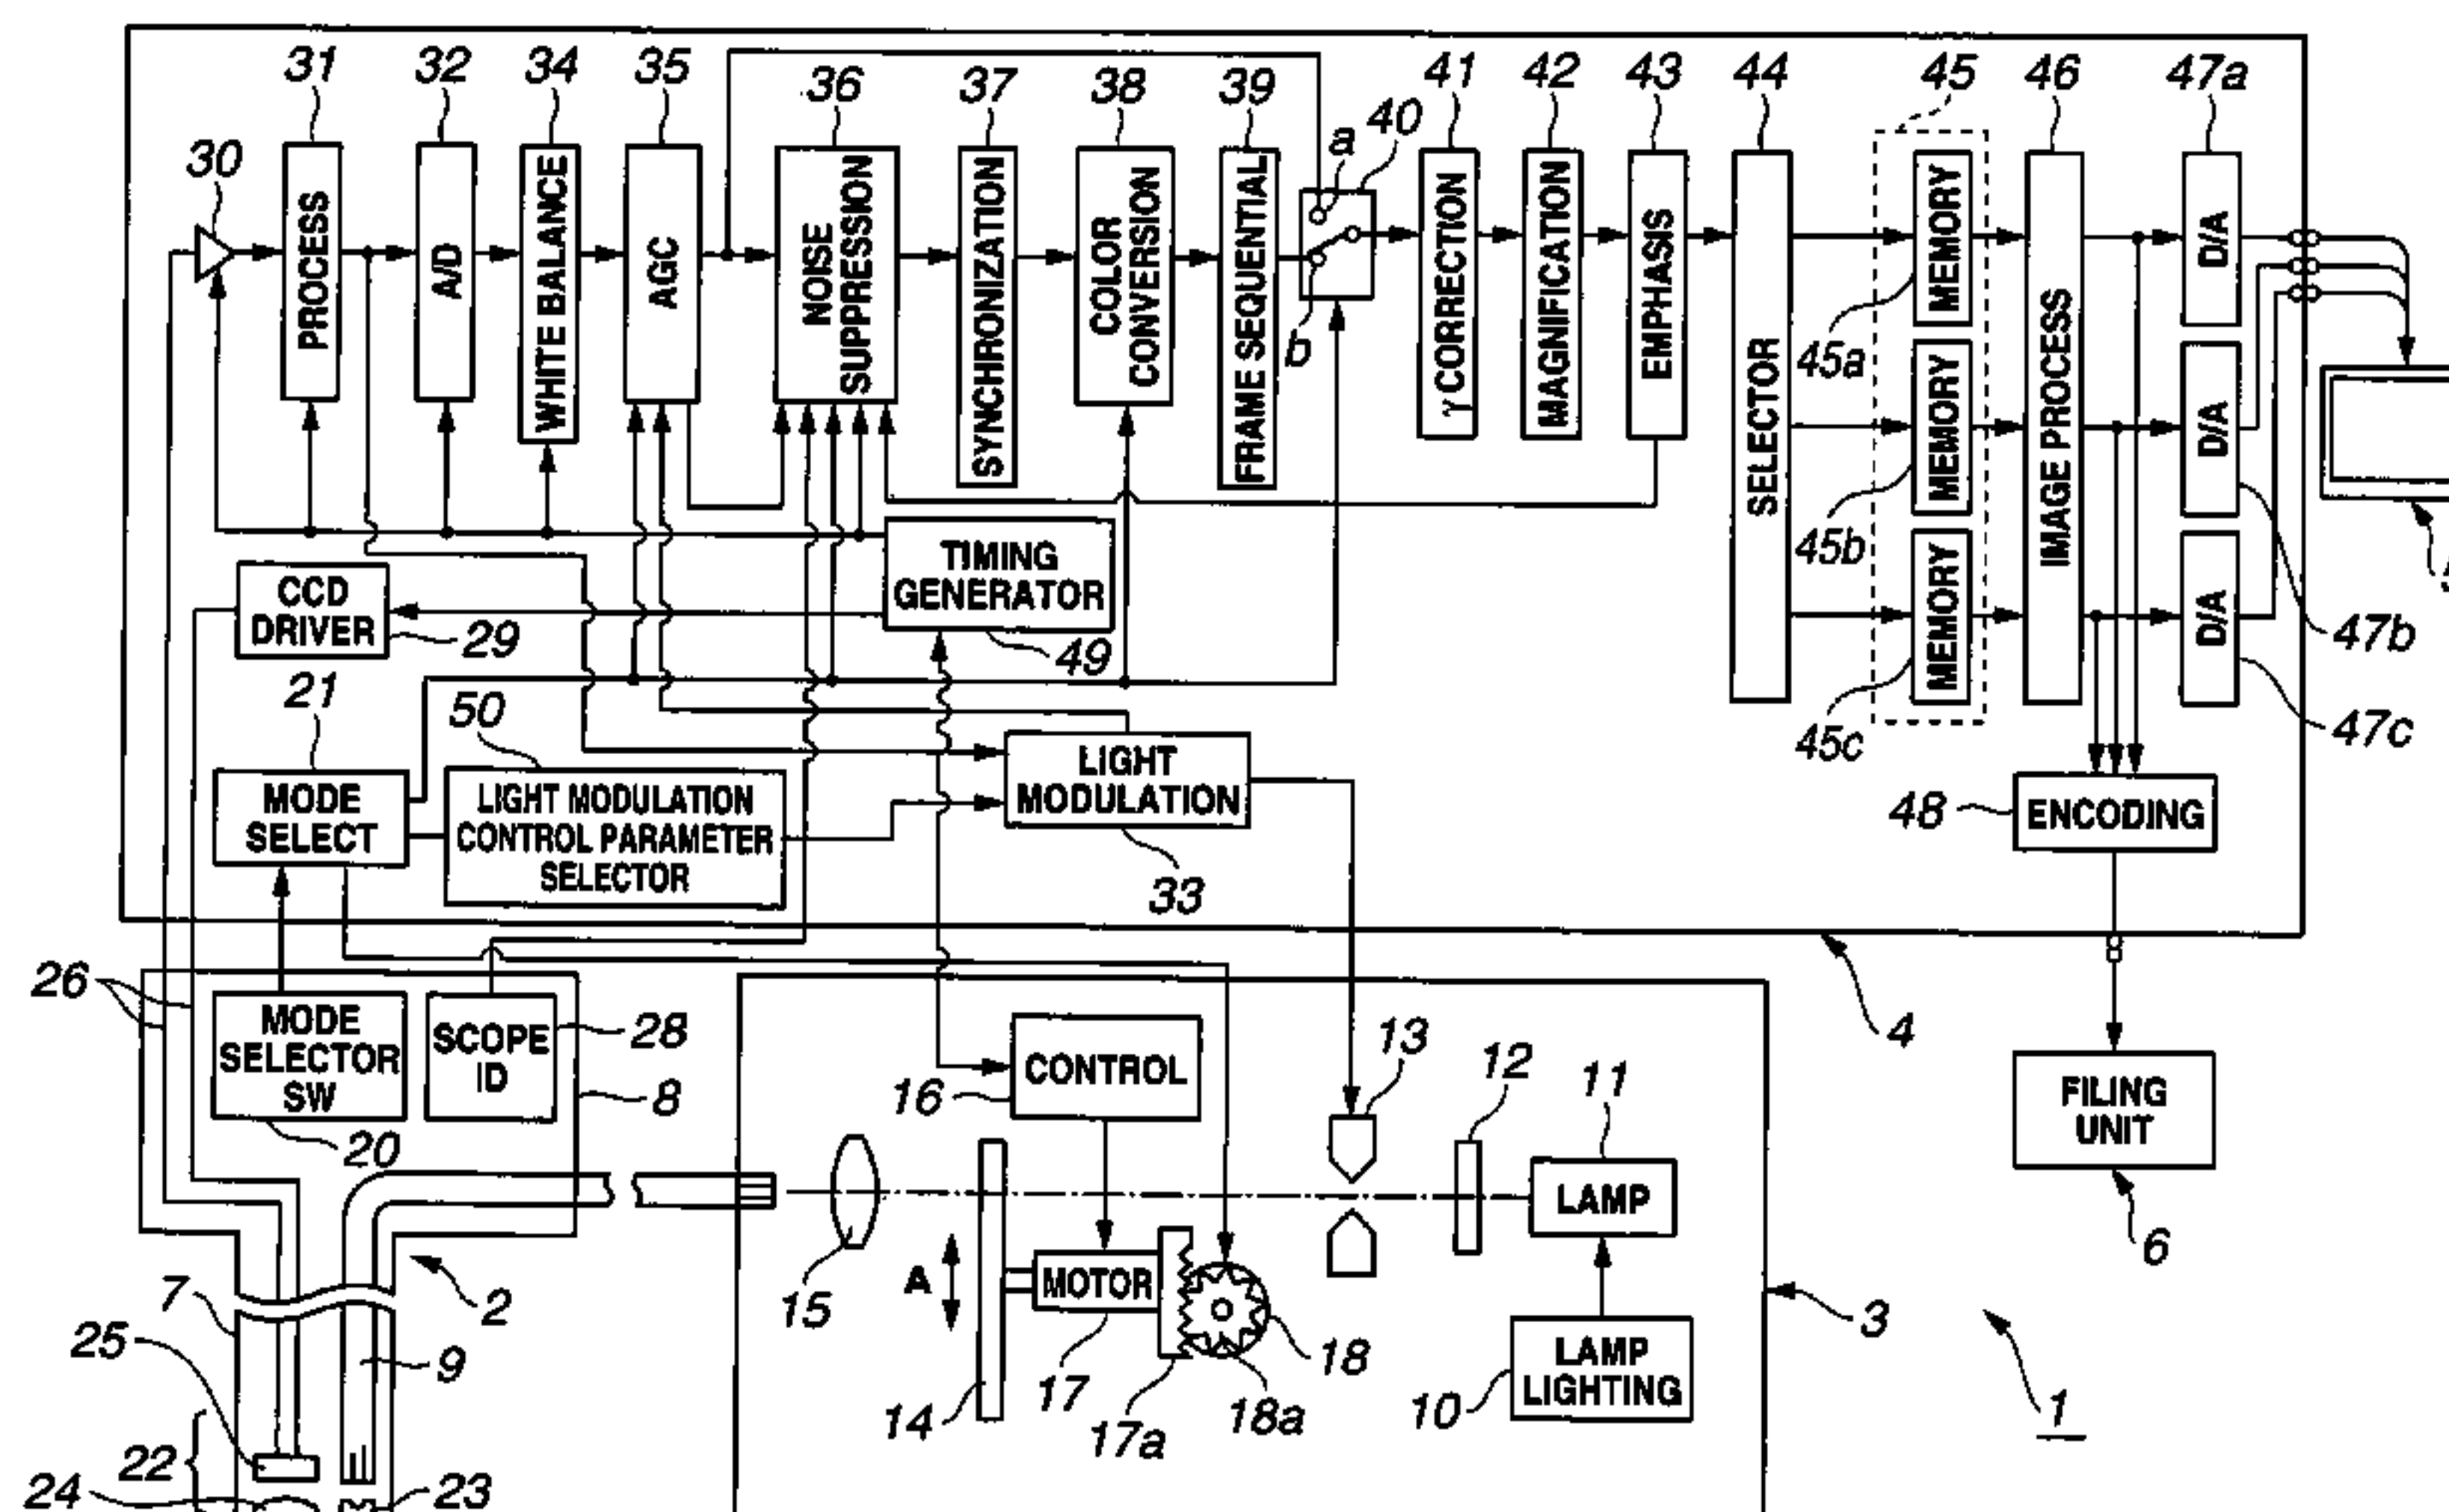 31 32 34 35 36 37 38 39 40 41 42 43 44 45 46 47a
30 a
PROCESS
A/D
WHITE BALANCE
AGC
NOISE
SUPPRESSION
SYNCHRONIZATION
COLOR
CONVERSION
FRAME SEQUENTIAL
b
γ CORRECTION
MAGNIFICATION
EMPHASIS
SELECTOR
MEMORY
45a
MEMORY
45b
MEMORY
45c
IMAGE PROCESS
D/A
D/A
47b
D/A
47c
TIMING
GENERATOR
49
CCD
DRIVER
29
21
50
MODE
SELECT
LIGHT MODULATION
CONTROL PARAMETER
SELECTOR
LIGHT
MODULATION
33
48
ENCODING
4
26
MODE
SELECTOR
SW
20
SCOPE
ID
28
8
CONTROL
16
13
12
11
LAMP
FILING
UNIT
6
15
A
MOTOR
14
17
17a
18
18a
LAMP
LIGHTING
10
3
1
7
2
25
9
22
24
23